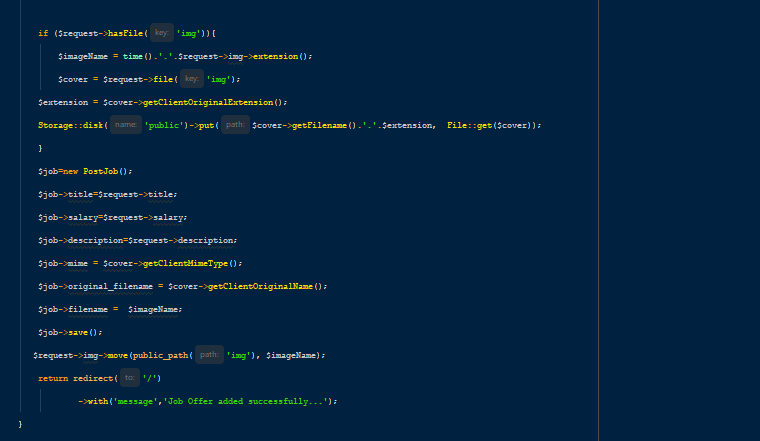 if ($request->hasFile( key: 'img')){
$imageName = time().'.'.$request->img->extension();
$cover = $request->file( key: 'img');
$extension = $cover->getClientOriginalExtension();
Storage::disk( name: 'public')->put( path: $cover->getFilename().'.'.$extension,  File::get($cover));
}
$job=new PostJob();
$job->title=$request->title;
$job->salary=$request->salary;
$job->description=$request->description;
$job->mime = $cover->getClientMimeType();
$job->original_filename = $cover->getClientOriginalName();
$job->filename =  $imageName;
$job->save();
$request->img->move(public_path( path: 'img'), $imageName);
return redirect( to: '/')
->with('message','Job Offer added successfully...');
}